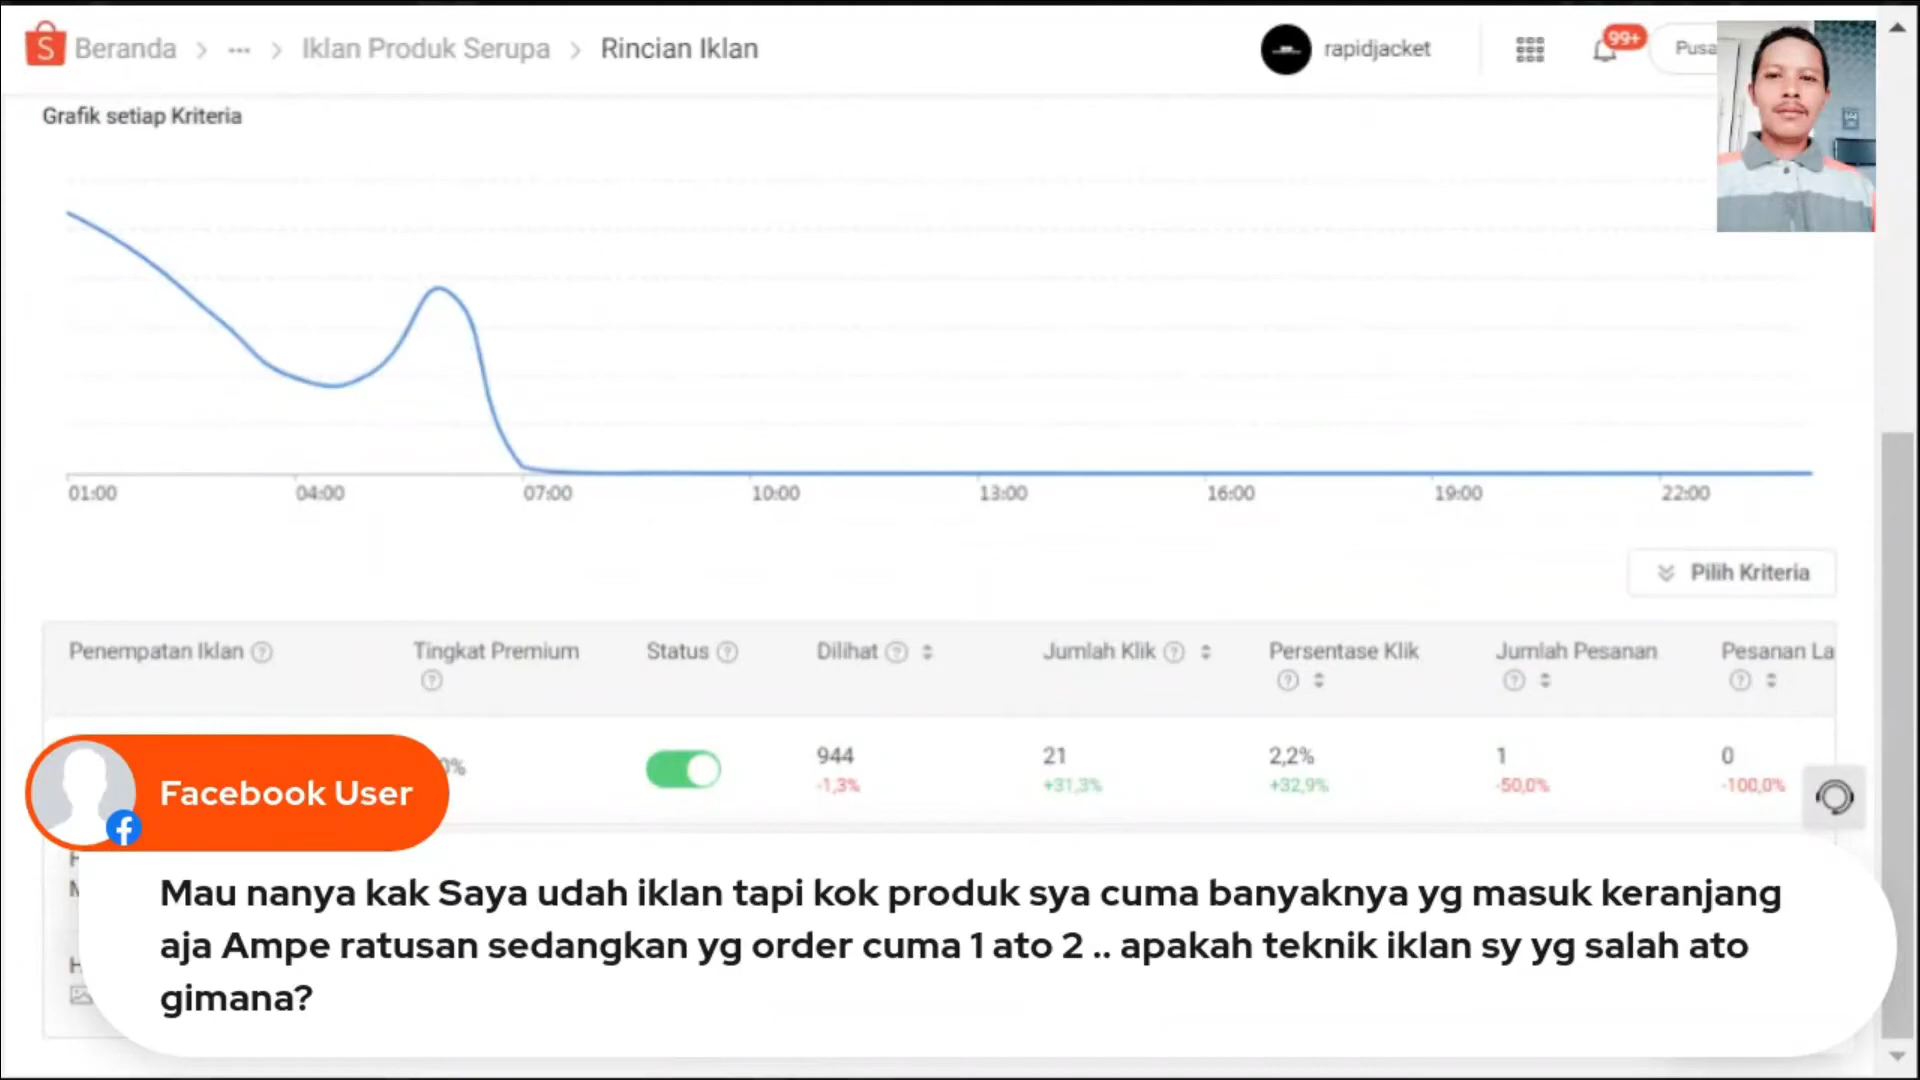 Beranda > ... > Iklan Produk Serupa > Rincian Iklan
rapidjacket
99+
Pusa
Grafik setiap Kriteria
01:00 04:00 07:00 10:00 13:00 16:00 19:00 22:00
Pilih Kriteria
Penempatan Iklan Tingkat Premium Status Dilihat Jumlah Klik Persentase Klik Jumlah Pesanan Pesanan La
0% 944 21 2,2% 1 0
-1,3% +31,3% +32,9% -50,0% -100,0%
Facebook User
Mau nanya kak Saya udah iklan tapi kok produk sya cuma banyaknya yg masuk keranjang
aja Ampe ratusan sedangkan yg order cuma 1 ato 2 .. apakah teknik iklan sy yg salah ato
gimana?